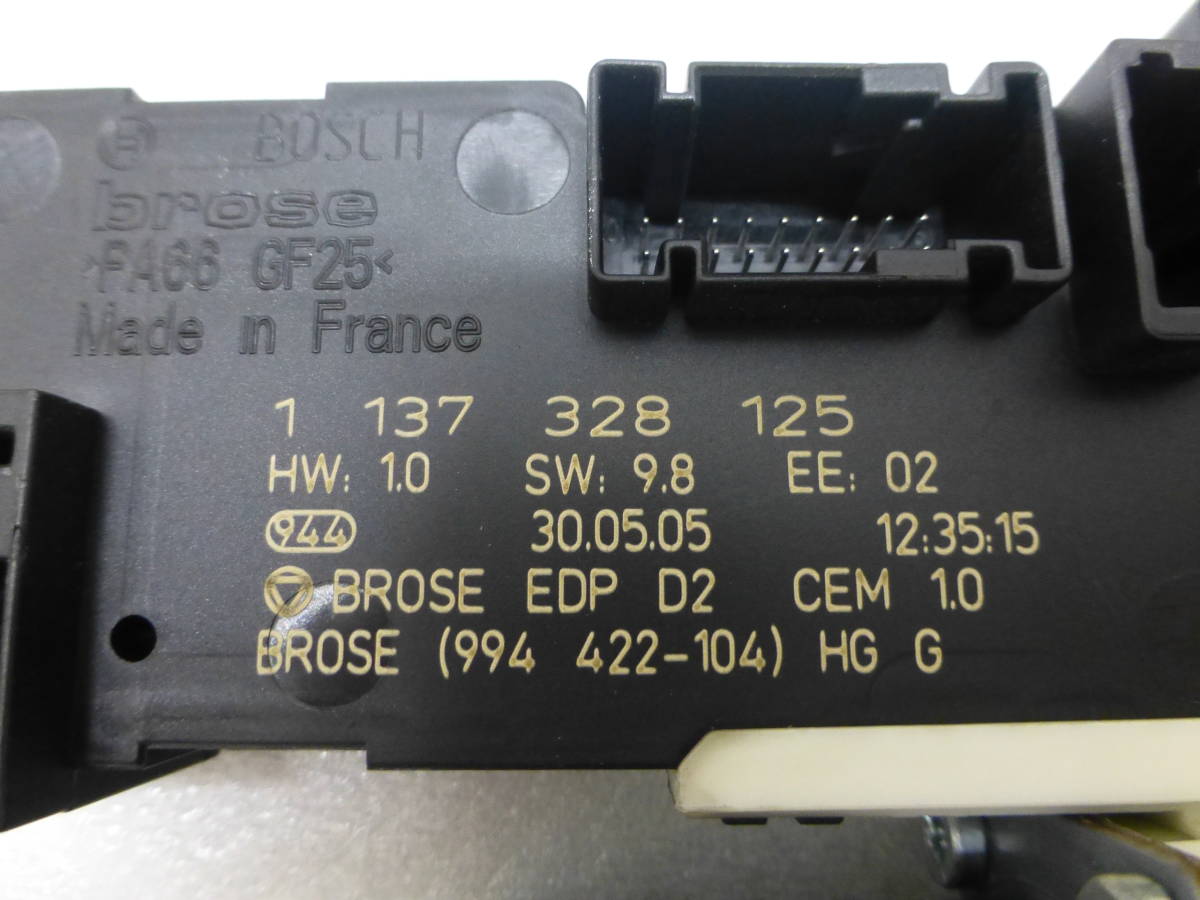 BOSCH
brose
>PA66 GF25<
Made in France
1 137 328 125
HW: 1.0 SW: 9.8 EE: 02
944 30.05.05 12:35:15
BROSE EDP D2 CEM 1.0
BROSE (994 422-104) HG G